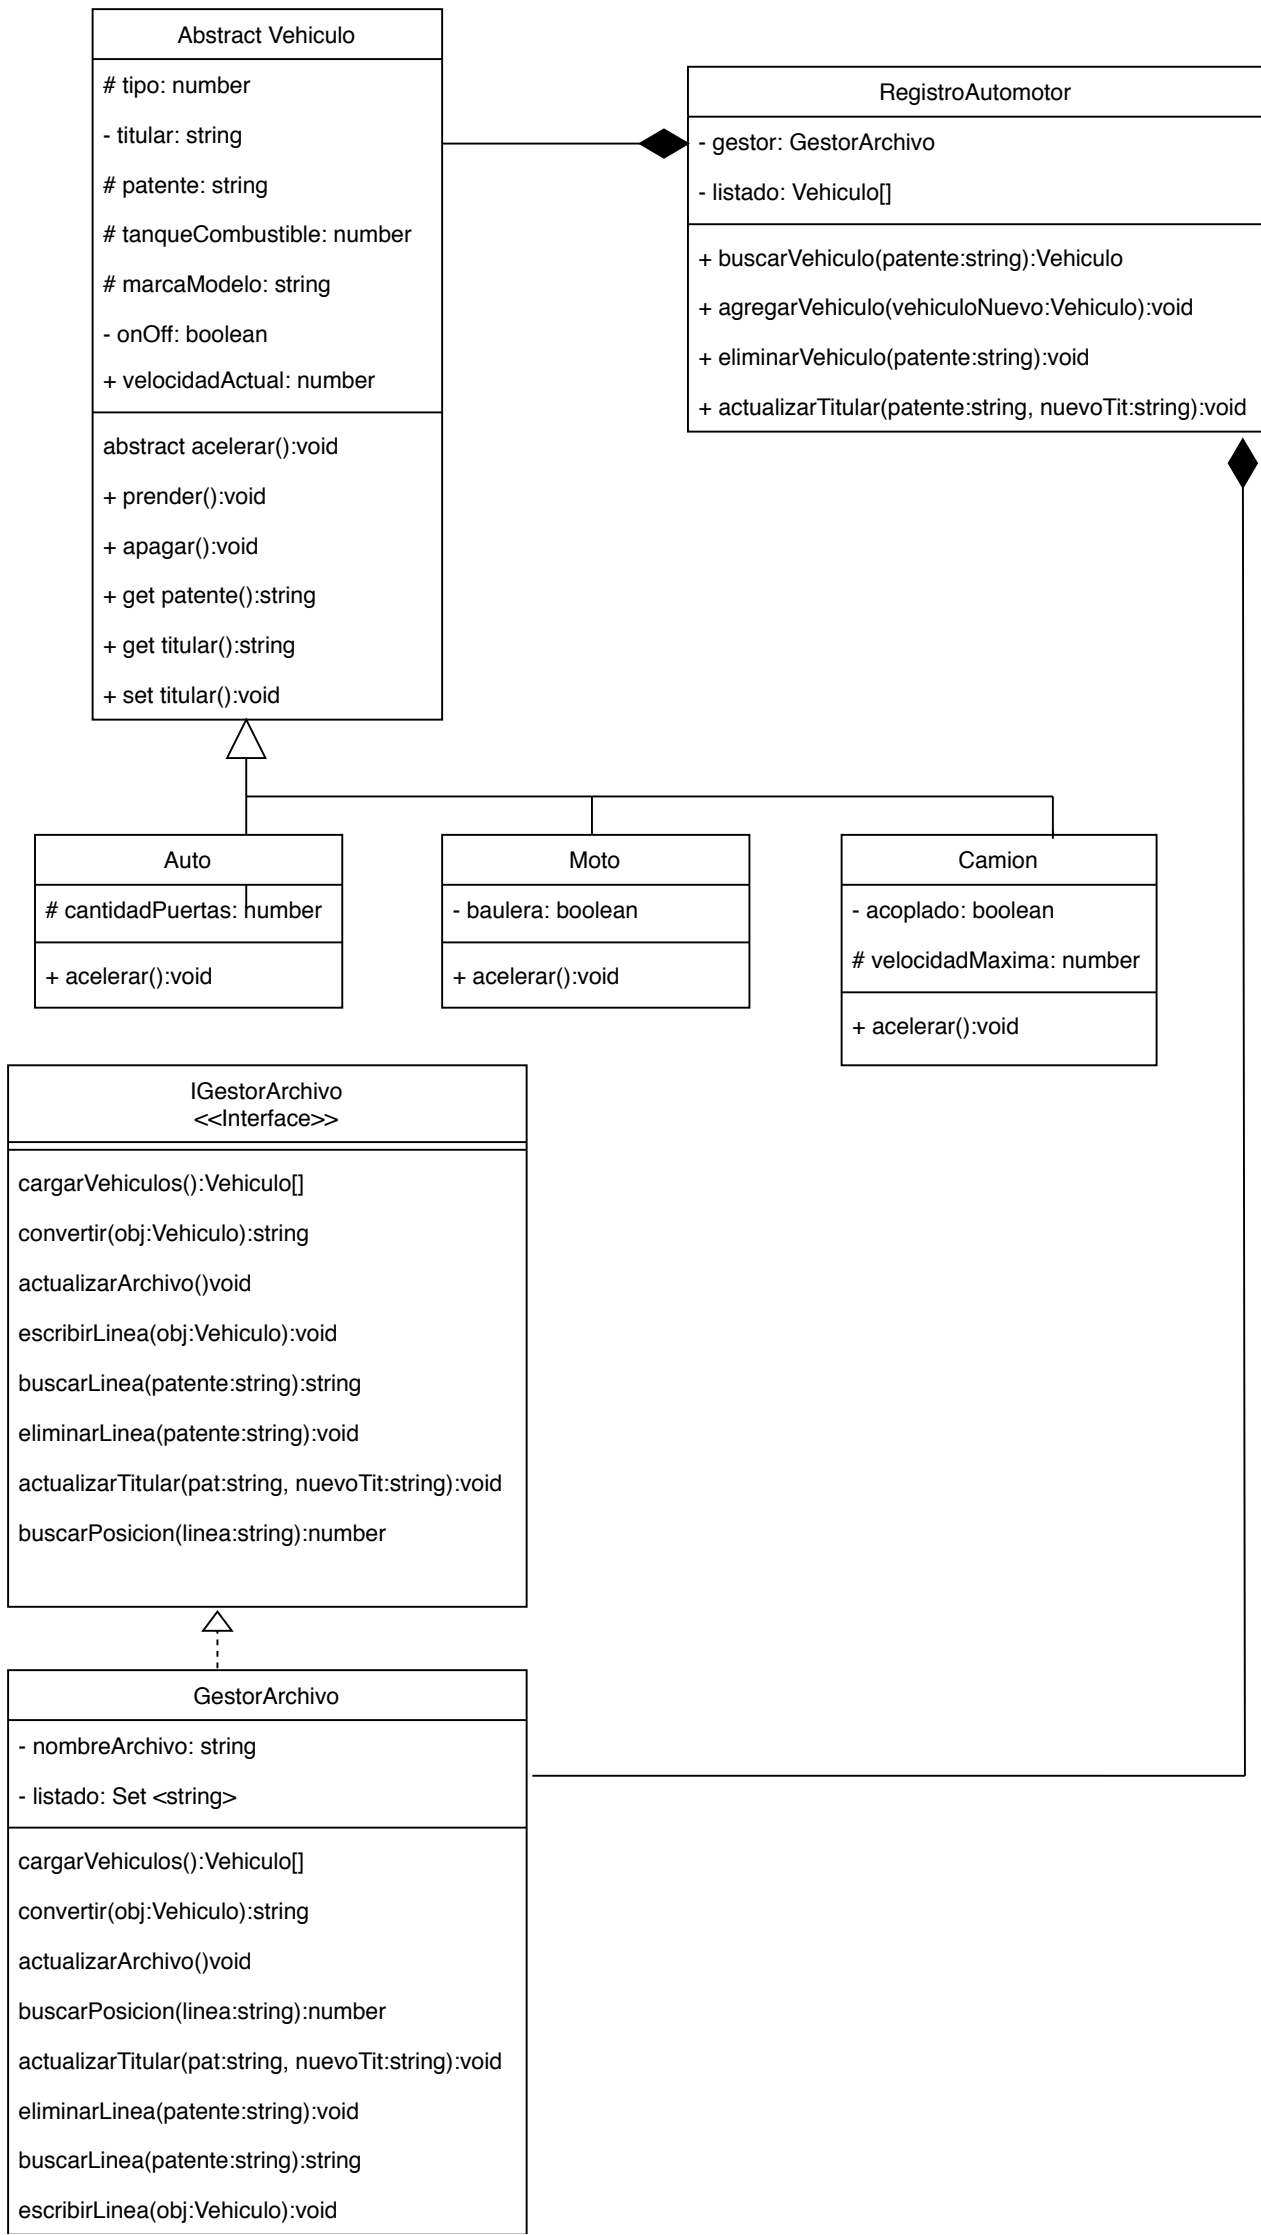 Abstract Vehiculo
# tipo: number
- titular: string
# patente: string
# tanqueCombustible: number
# marcaModelo: string
- onOff: boolean
+ velocidadActual: number
abstract acelerar():void
+ prender():void
+ apagar():void
+ get patente():string
+ get titular():string
+ set titular():void
RegistroAutomotor
- gestor: GestorArchivo
- listado: Vehiculo[]
+ buscarVehiculo(patente:string):Vehiculo
+ agregarVehiculo(vehiculoNuevo:Vehiculo):void
+ eliminarVehiculo(patente:string):void
+ actualizarTitular(patente:string, nuevoTit:string):void
Auto
# cantidadPuertas: number
+ acelerar():void
Moto
- baulera: boolean
+ acelerar():void
Camion
- acoplado: boolean
# velocidadMaxima: number
+ acelerar():void
IGestorArchivo
<<Interface>>
cargarVehiculos():Vehiculo[]
convertir(obj:Vehiculo):string
actualizarArchivo()void
escribirLinea(obj:Vehiculo):void
buscarLinea(patente:string):string
eliminarLinea(patente:string):void
actualizarTitular(pat:string, nuevoTit:string):void
buscarPosicion(linea:string):number
GestorArchivo
- nombreArchivo: string
- listado: Set <string>
cargarVehiculos():Vehiculo[]
convertir(obj:Vehiculo):string
actualizarArchivo()void
buscarPosicion(linea:string):number
actualizarTitular(pat:string, nuevoTit:string):void
eliminarLinea(patente:string):void
buscarLinea(patente:string):string
escribirLinea(obj:Vehiculo):void